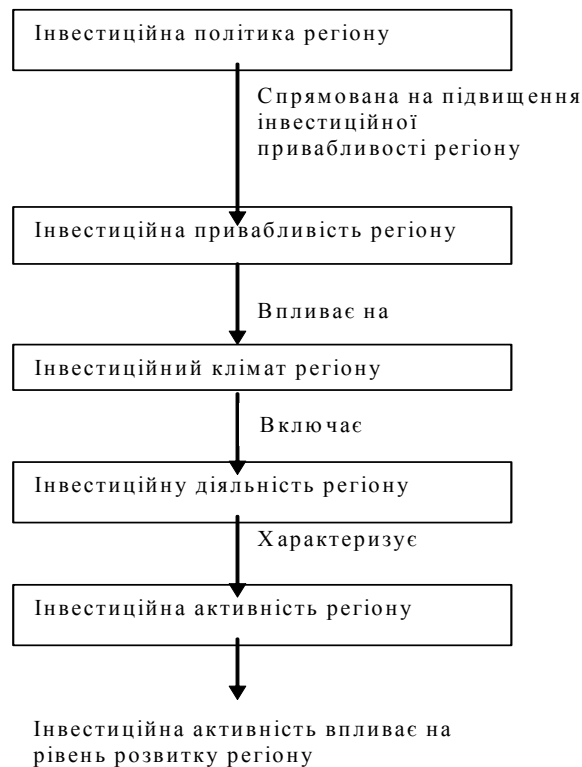 Інвестиційна політика регіону
Спрямована на підвищення
інвестиційної
привабливості регіону
Інвестиційна привабливість регіону
Впливає на
Інвестиційний клімат регіону
Включає
Інвестиційну діяльність регіону
Характеризує
Інвестиційна активність регіону
Інвестиційна активність впливає на
рівень розвитку регіону